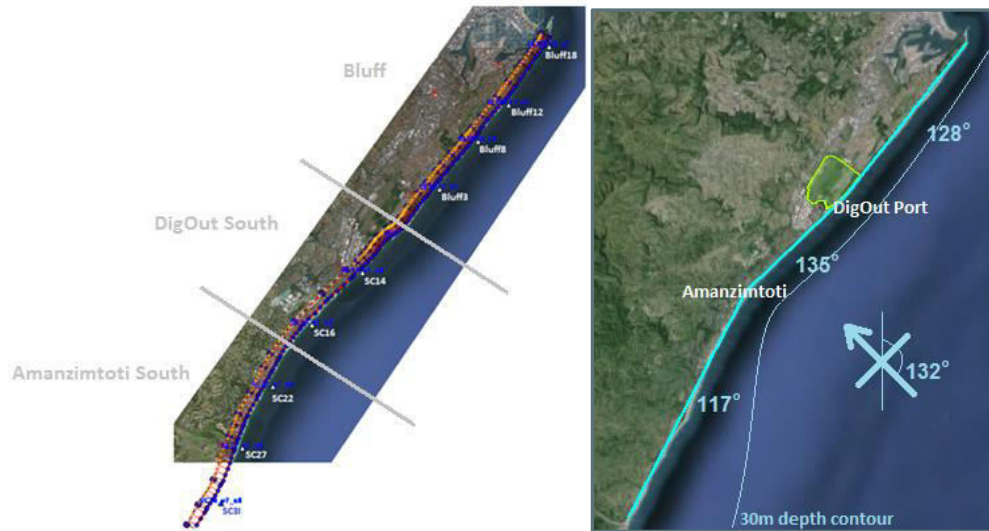 Bluff
Bluff18
Bluff12
Bluff8
Bluff3
DigOut South
SC14
SC16
Amanzimtoti South
SC22
SC27
SC31
128°
DigOut Port
135°
Amanzimtoti
132°
117°
30m depth contour